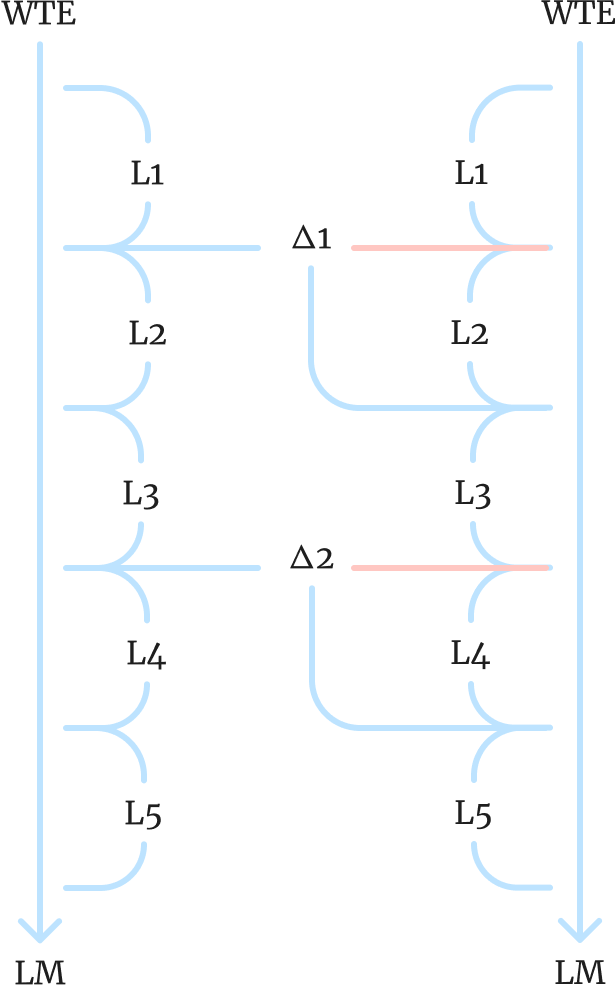 WTE WTE
L1 L1
Δ1
L2 L2
L3 L3
Δ2
L4 L4
L5 L5
LM LM